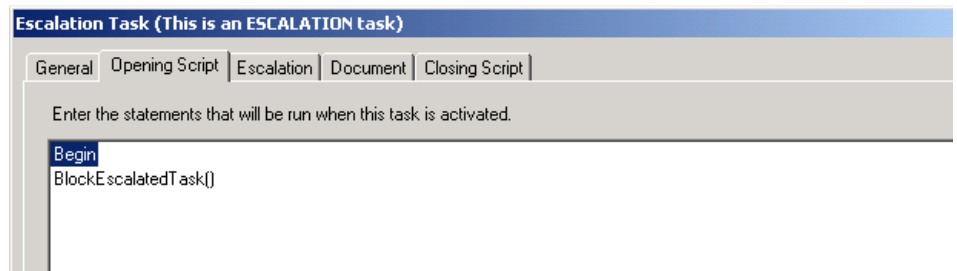 Escalation Task (This is an ESCALATION task)
General Opening Script Escalation Document Closing Script
Enter the statements that will be run when this task is activated.
Begin
BlockEscalatedTask()